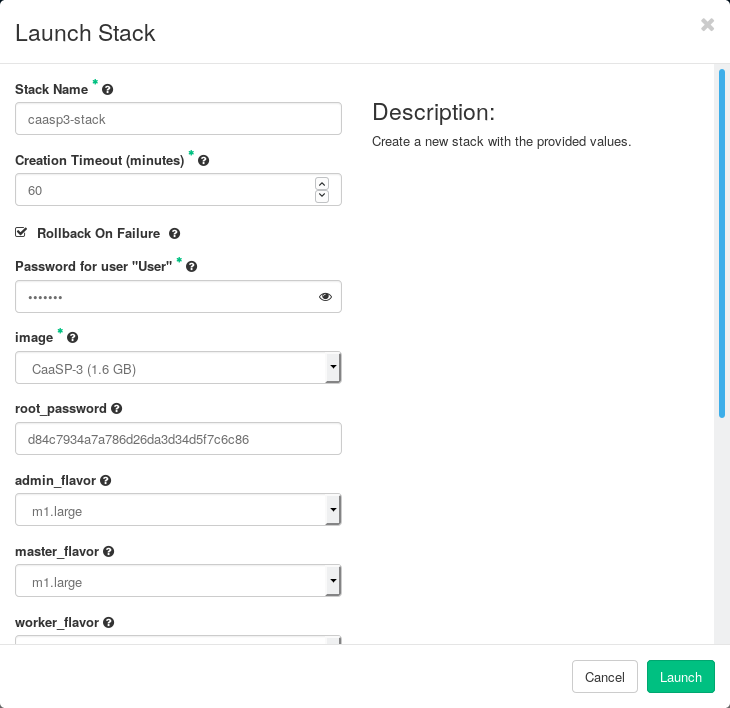 Launch Stack
Stack Name *
caasp3-stack
Creation Timeout (minutes) *
60
Rollback On Failure
Password for user "User" *
•••••••
image *
CaaSP-3 (1.6 GB)
root_password
d84c7934a7a786d26da3d34d5f7c6c86
admin_flavor
m1.large
master_flavor
m1.large
worker_flavor
Description:
Create a new stack with the provided values.
Cancel
Launch